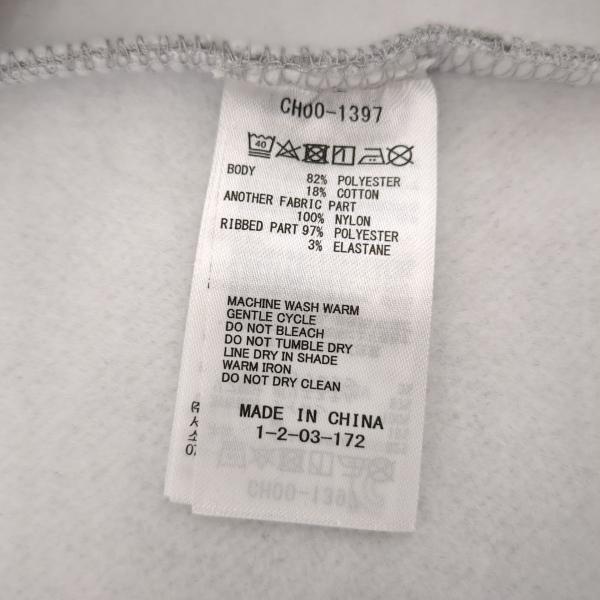 CH00-1397
40
BODY 82% POLYESTER
18% COTTON
ANOTHER FABRIC PART
100% NYLON
RIBBED PART 97% POLYESTER
3% ELASTANE
MACHINE WASH WARM
GENTLE CYCLE
DO NOT BLEACH
DO NOT TUMBLE DRY
LINE DRY IN SHADE
WARM IRON
DO NOT DRY CLEAN
MADE IN CHINA
1-2-03-172